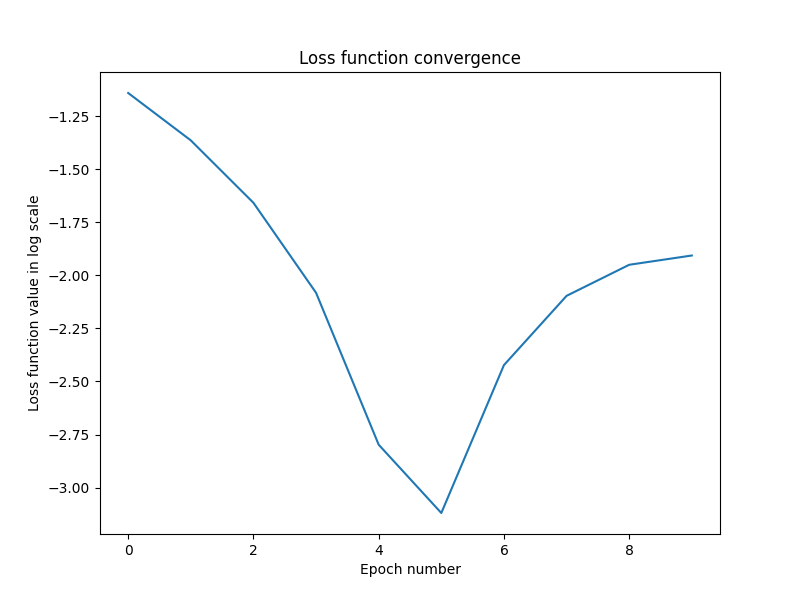 Loss function convergence
Loss function value in log scale
−1.25
−1.50
−1.75
−2.00
−2.25
−2.50
−2.75
−3.00
0 2 4 6 8
Epoch number